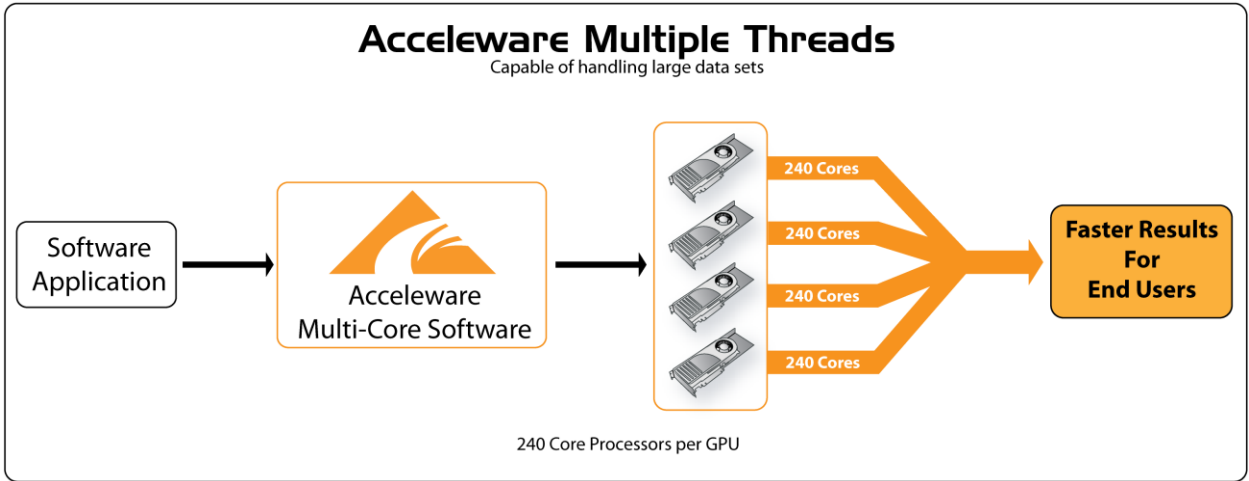 Acceleware Multiple Threads
Capable of handling large data sets
Software
Application
Acceleware
Multi-Core Software
240 Cores
240 Cores
240 Cores
240 Cores
Faster Results
For
End Users
240 Core Processors per GPU